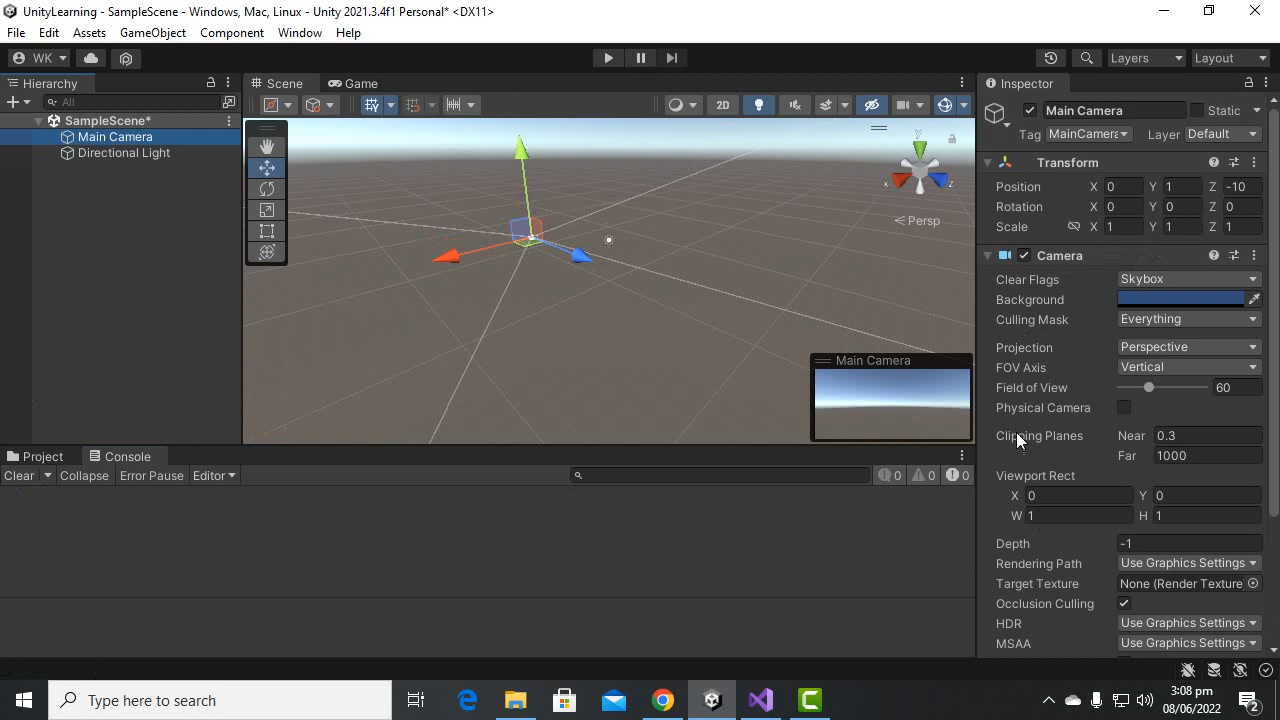 UnityLearning - SampleScene - Windows, Mac, Linux - Unity 2021.3.4f1 Personal* <DX11>
File Edit Assets GameObject Component Window Help
WK Layers Layout
Hierarchy
All
SampleScene*
Main Camera
Directional Light
Scene Game
2D
y
x
z
Persp
Main Camera
Inspector
Main Camera Static
Tag MainCamera Layer Default
Transform
Position X 0 Y 1 Z -10
Rotation X 0 Y 0 Z 0
Scale X 1 Y 1 Z 1
Camera
Clear Flags Skybox
Background
Culling Mask Everything
Projection Perspective
FOV Axis Vertical
Field of View 60
Physical Camera
Clipping Planes Near 0.3
Far 1000
Viewport Rect
X 0 Y 0
W 1 H 1
Depth -1
Rendering Path Use Graphics Settings
Target Texture None (Render Texture
Occlusion Culling
HDR Use Graphics Settings
MSAA Use Graphics Settings
Project Console
Clear Collapse Error Pause Editor
0 0 0
Type here to search
3:08 pm
08/06/2022
2